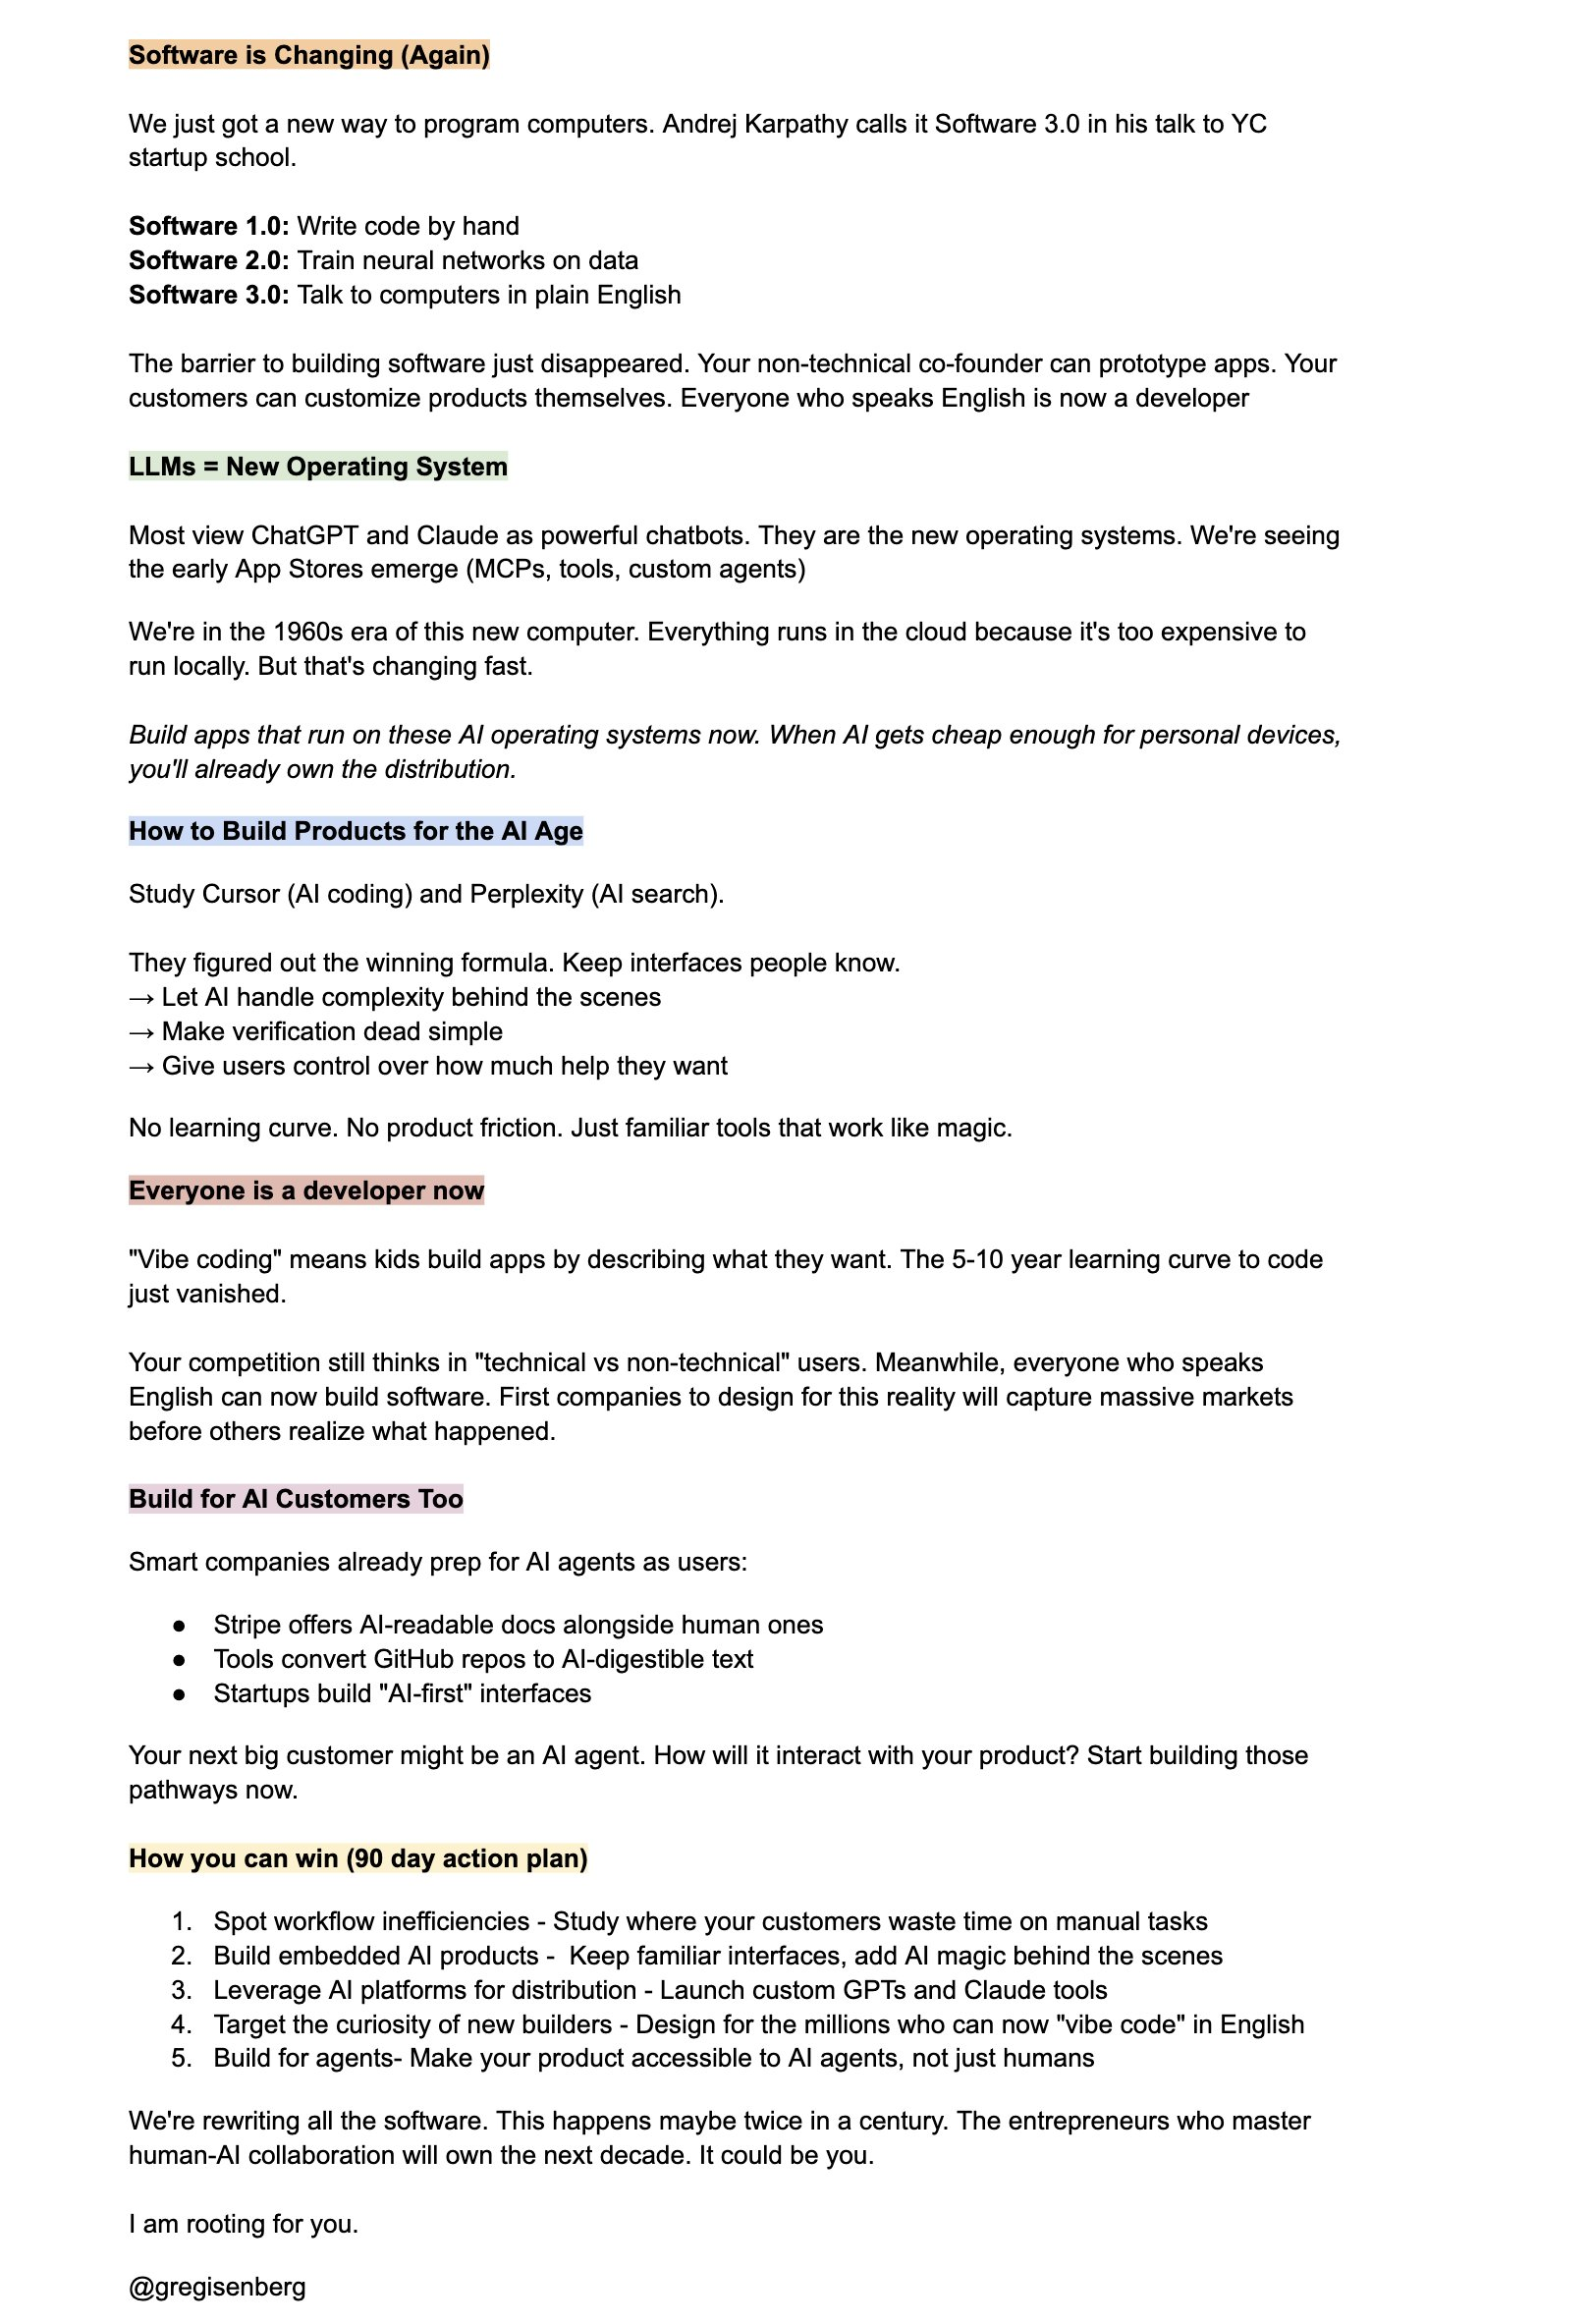 Software is Changing (Again)
We just got a new way to program computers. Andrej Karpathy calls it Software 3.0 in his talk to YC
startup school.
Software 1.0: Write code by hand
Software 2.0: Train neural networks on data
Software 3.0: Talk to computers in plain English
The barrier to building software just disappeared. Your non-technical co-founder can prototype apps. Your
customers can customize products themselves. Everyone who speaks English is now a developer
LLMs = New Operating System
Most view ChatGPT and Claude as powerful chatbots. They are the new operating systems. We're seeing
the early App Stores emerge (MCPs, tools, custom agents)
We're in the 1960s era of this new computer. Everything runs in the cloud because it's too expensive to
run locally. But that's changing fast.
Build apps that run on these AI operating systems now. When AI gets cheap enough for personal devices,
you'll already own the distribution.
How to Build Products for the AI Age
Study Cursor (AI coding) and Perplexity (AI search).
They figured out the winning formula. Keep interfaces people know.
→ Let AI handle complexity behind the scenes
→ Make verification dead simple
→ Give users control over how much help they want
No learning curve. No product friction. Just familiar tools that work like magic.
Everyone is a developer now
"Vibe coding" means kids build apps by describing what they want. The 5-10 year learning curve to code
just vanished.
Your competition still thinks in "technical vs non-technical" users. Meanwhile, everyone who speaks
English can now build software. First companies to design for this reality will capture massive markets
before others realize what happened.
Build for AI Customers Too
Smart companies already prep for AI agents as users:
● Stripe offers AI-readable docs alongside human ones
● Tools convert GitHub repos to AI-digestible text
● Startups build "AI-first" interfaces
Your next big customer might be an AI agent. How will it interact with your product? Start building those
pathways now.
How you can win (90 day action plan)
1. Spot workflow inefficiencies - Study where your customers waste time on manual tasks
2. Build embedded AI products -  Keep familiar interfaces, add AI magic behind the scenes
3. Leverage AI platforms for distribution - Launch custom GPTs and Claude tools
4. Target the curiosity of new builders - Design for the millions who can now "vibe code" in English
5. Build for agents- Make your product accessible to AI agents, not just humans
We're rewriting all the software. This happens maybe twice in a century. The entrepreneurs who master
human-AI collaboration will own the next decade. It could be you.
I am rooting for you.
@gregisenberg